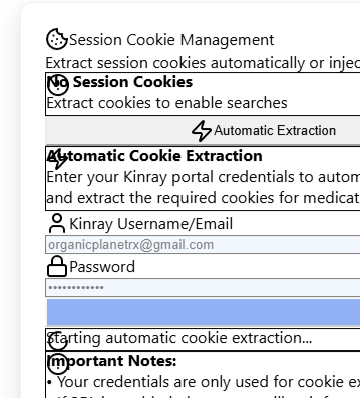 Session Cookie Management
Extract session cookies automatically or injec
No Session Cookies
Extract cookies to enable searches
Automatic Extraction
Automatic Cookie Extraction
Enter your Kinray portal credentials to autom
and extract the required cookies for medicat
Kinray Username/Email
organicplanetrx@gmail.com
Password
••••••••••••
Starting automatic cookie extraction...
Important Notes:
• Your credentials are only used for cookie ex